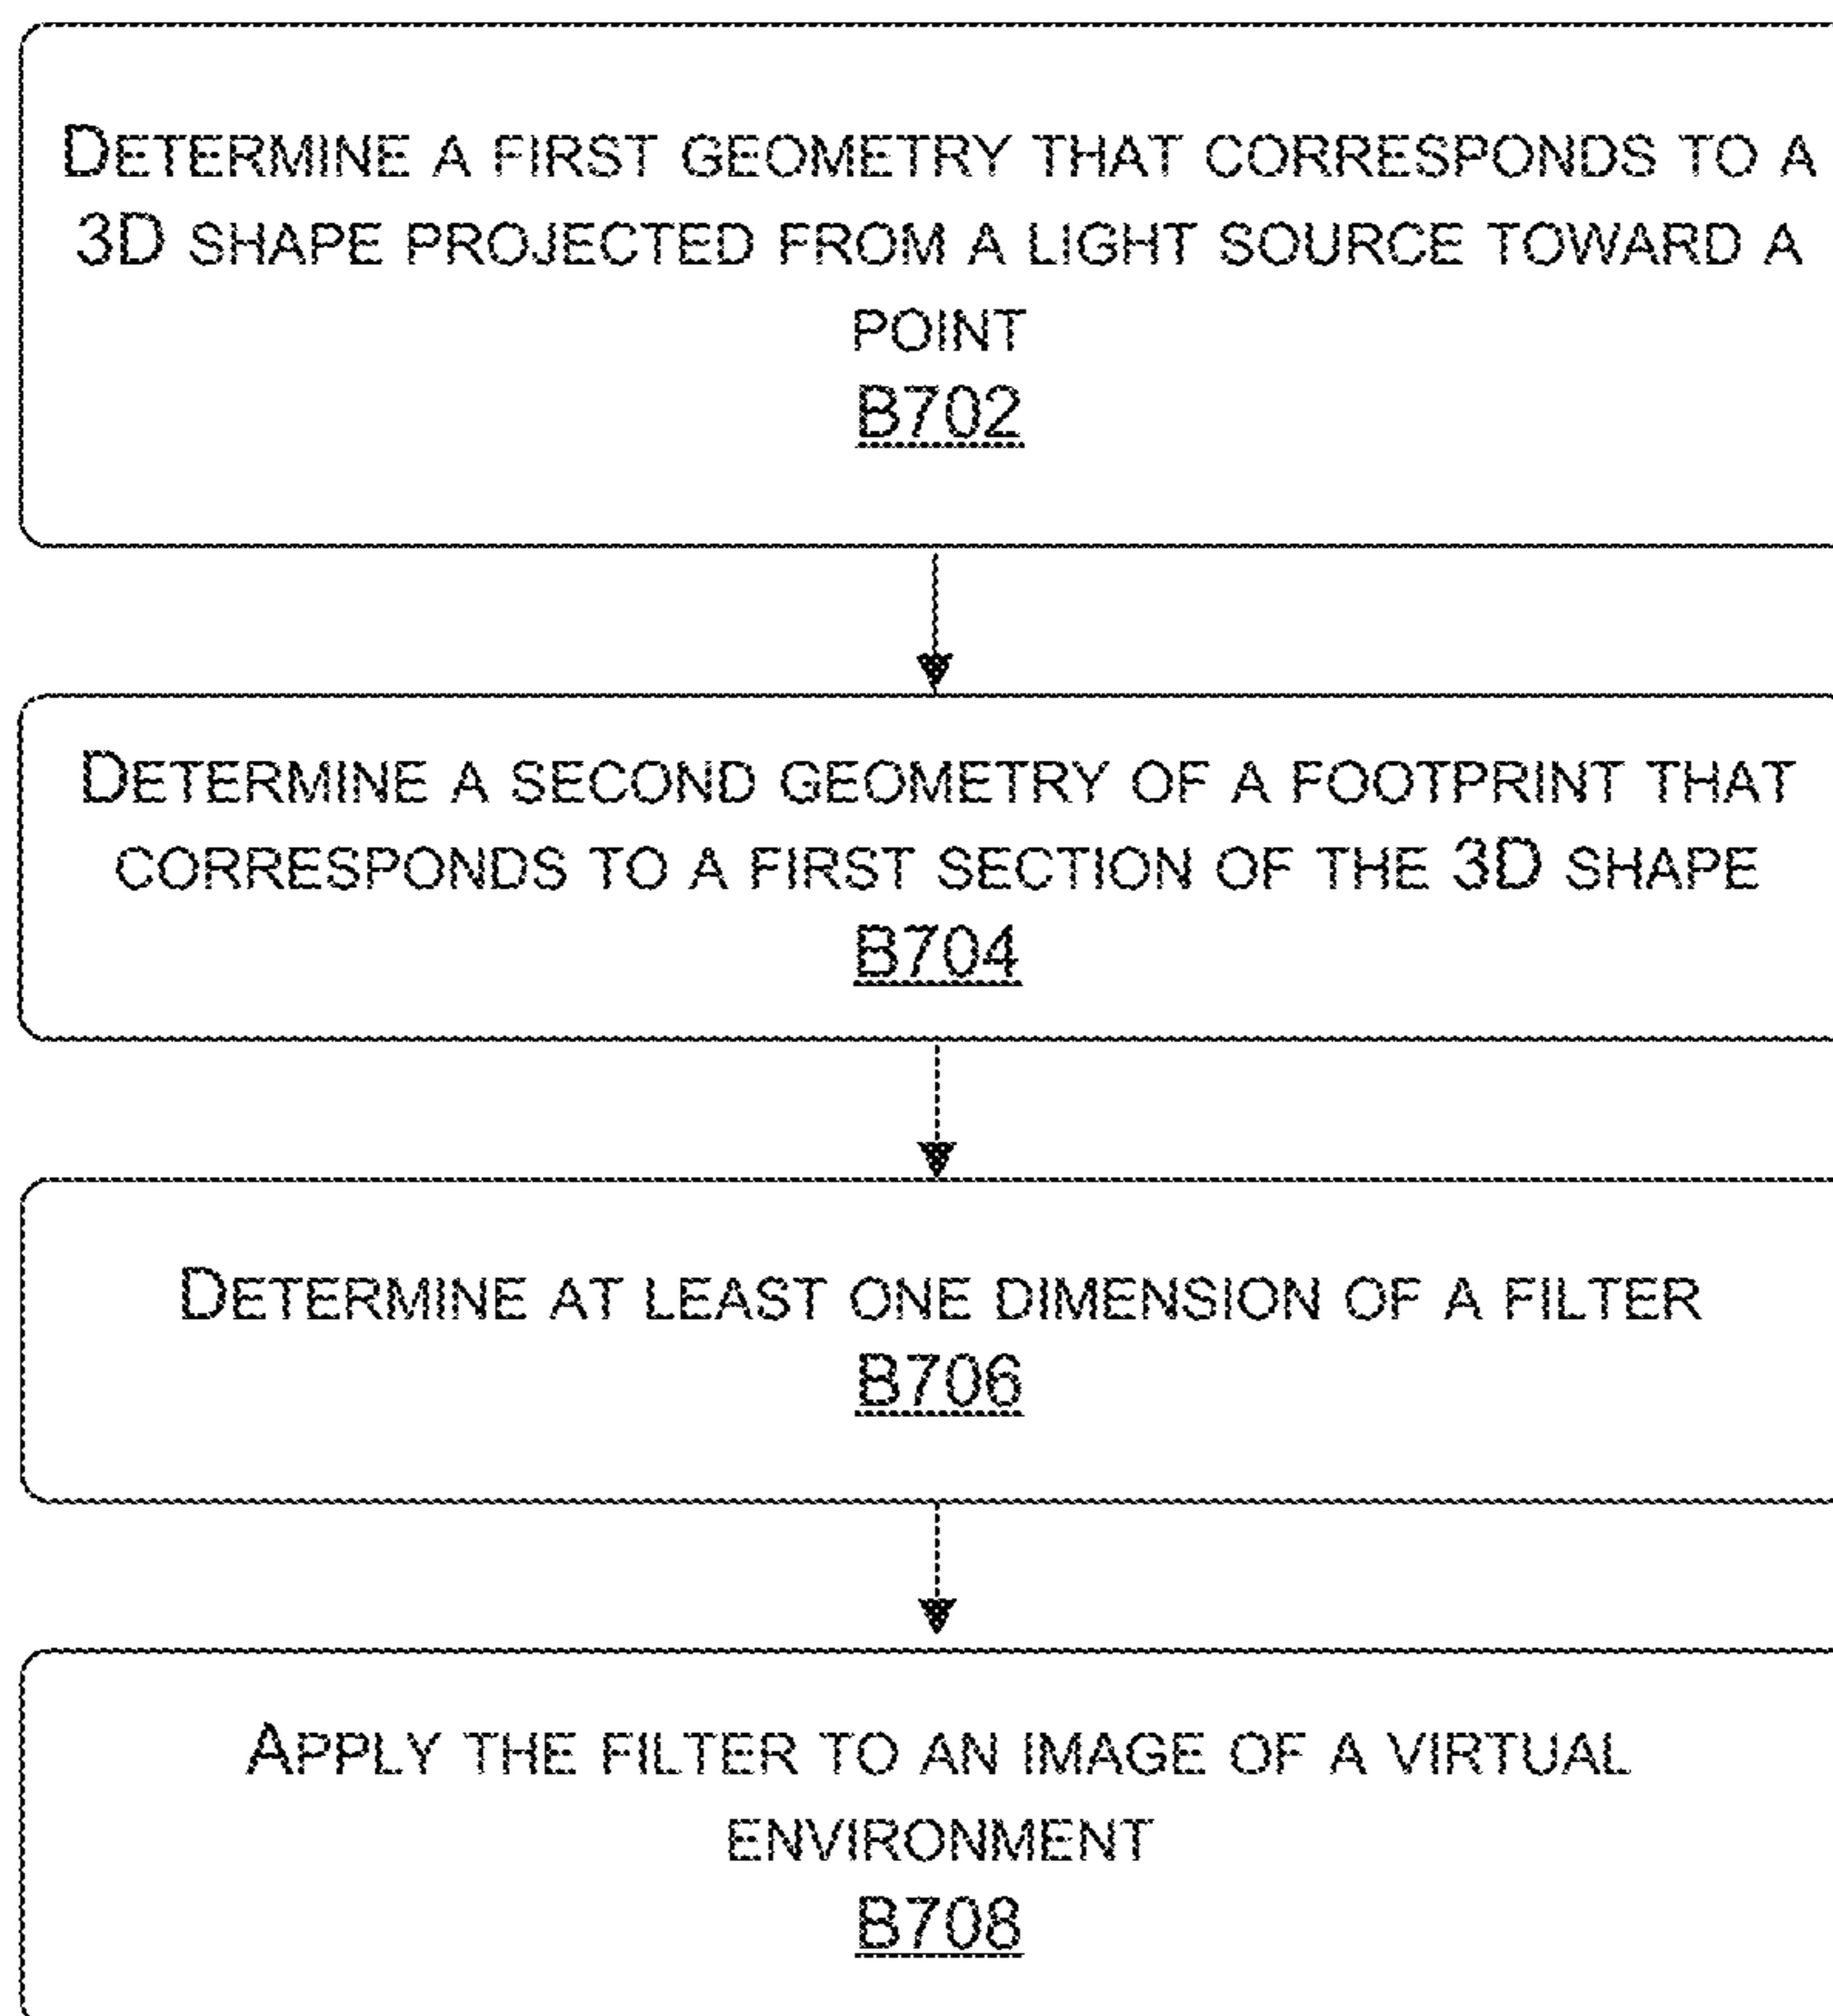 DETERMINE A FIRST GEOMETRY THAT CORRESPONDS TO A
3D SHAPE PROJECTED FROM A LIGHT SOURCE TOWARD A
POINT
B702
DETERMINE A SECOND GEOMETRY OF A FOOTPRINT THAT
CORRESPONDS TO A FIRST SECTION OF THE 3D SHAPE
B704
DETERMINE AT LEAST ONE DIMENSION OF A FILTER
B706
APPLY THE FILTER TO AN IMAGE OF A VIRTUAL
ENVIRONMENT
B708